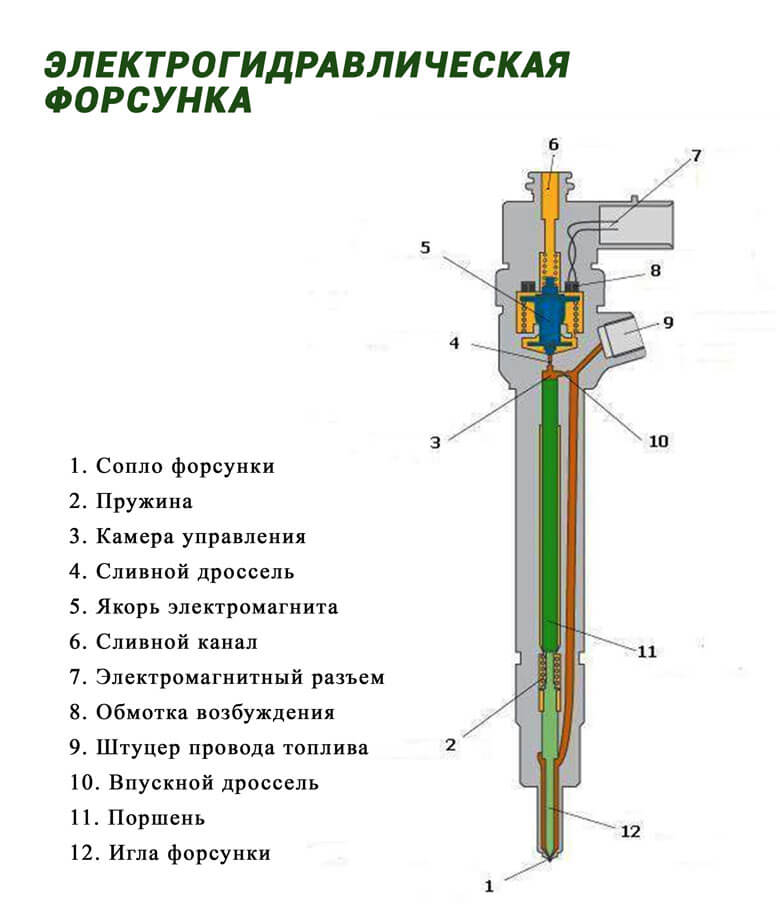 ЭЛЕКТРОГИДРАВЛИЧЕСКАЯ
ФОРСУНКА
6
7
5
8
9
4
3
10
1. Сопло форсунки
2. Пружина
3. Камера управления
4. Сливной дроссель
5. Якорь электромагнита
6. Сливной канал
7. Электромагнитный разъем
8. Обмотка возбуждения
9. Штуцер провода топлива
10. Впускной дроссель
11. Поршень
12. Игла форсунки
11
2
12
1